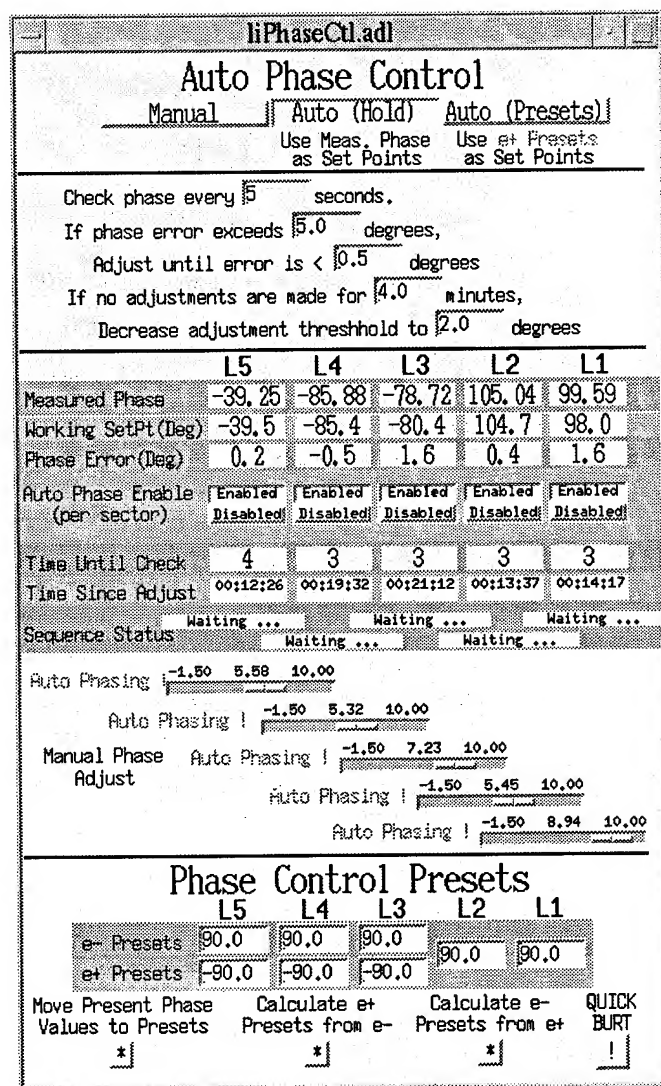 liPhaseCtl.adl
Auto Phase Control
Manual Auto (Hold) Auto (Presets)
Use Meas. Phase Use e+ Presets
as Set Points as Set Points
Check phase every 5 seconds.
If phase error exceeds 5.0 degrees,
Adjust until error is < 0.5 degrees
If no adjustments are made for 4.0 minutes,
Decrease adjustment threshhold to 2.0 degrees
L5 L4 L3 L2 L1
Measured Phase -39.25 -85.88 -78.72 105.04 99.59
Working SetPt(Deg) -39.5 -85.4 -80.4 104.7 98.0
Phase Error(Deg) 0.2 -0.5 1.6 0.4 1.6
Auto Phase Enable Enabled Enabled Enabled Enabled Enabled
(per sector) Disabled Disabled Disabled Disabled Disabled
Time Until Check 4 3 3 3 3
Time Since Adjust 00:12:26 00:19:32 00:21:12 00:13:37 00:14:17
Waiting ... Waiting ... Waiting ...
Sequence Status Waiting ... Waiting ...
Auto Phasing ! -1.50 5.58 10.00
Auto Phasing ! -1.50 5.32 10.00
Manual Phase Auto Phasing ! -1.50 7.23 10.00
Adjust
Auto Phasing ! -1.50 5.45 10.00
Auto Phasing ! -1.50 8.94 10.00
Phase Control Presets
L5 L4 L3 L2 L1
e- Presets 90.0 90.0 90.0
90.0 90.0
e+ Presets -90.0 -90.0 -90.0
Move Present Phase Calculate e+ Calculate e- QUICK
Values to Presets Presets from e- Presets from e+ BURT
* * * !